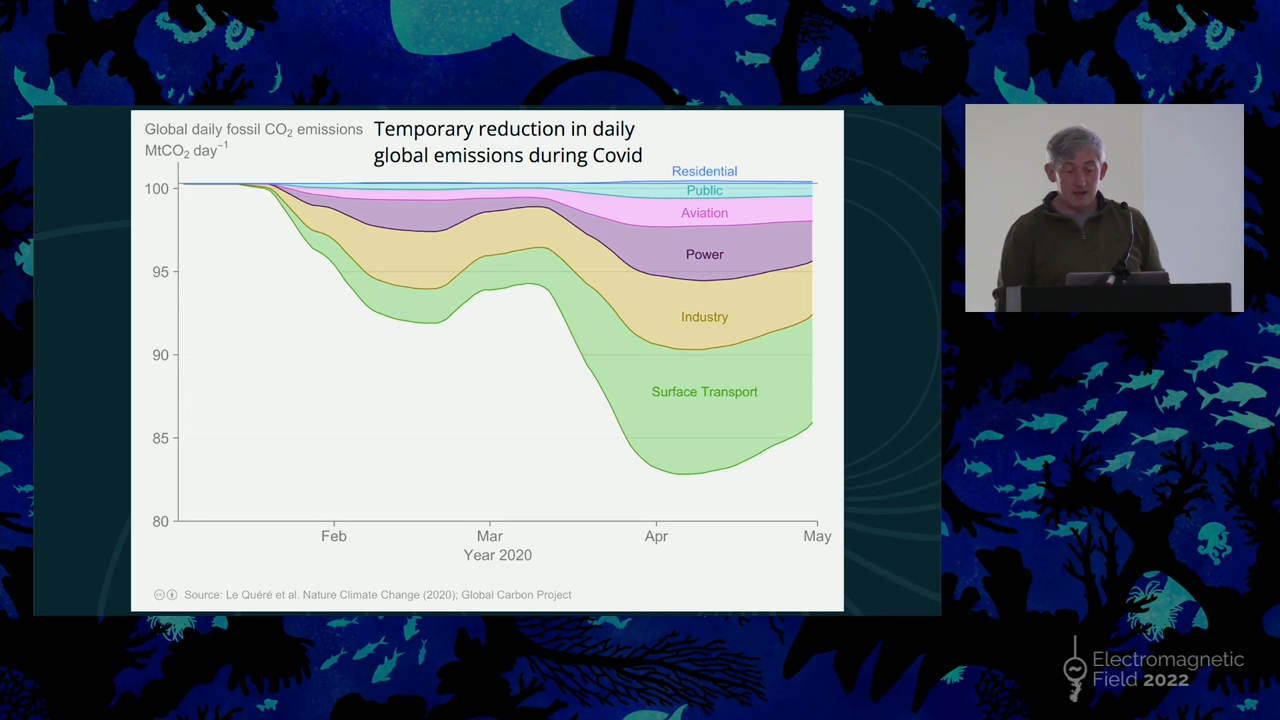 Global daily fossil CO₂ emissions
MtCO₂ day⁻¹
Temporary reduction in daily
global emissions during Covid
Residential
Public
Aviation
Power
Industry
Surface Transport
100
95
90
85
80
Feb
Mar
Apr
May
Year 2020
Source: Le Quéré et al. Nature Climate Change (2020); Global Carbon Project
Electromagnetic
Field 2022